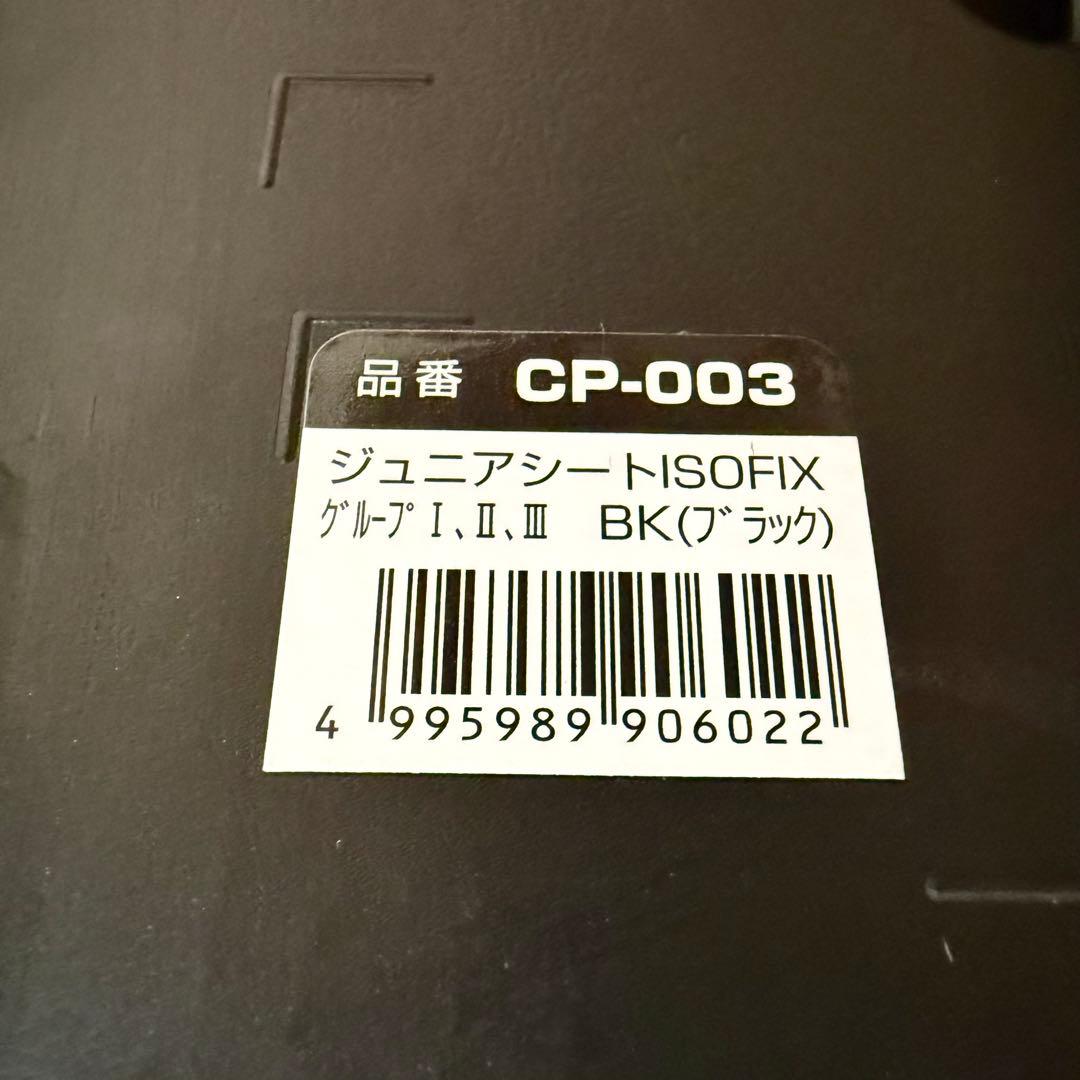 品番 CP-003
ジュニアシートISOFIX
ｸﾞﾙｰﾌﾟⅠ､Ⅱ､Ⅲ BK(ﾌﾞﾗｯｸ)
4 995989 906022